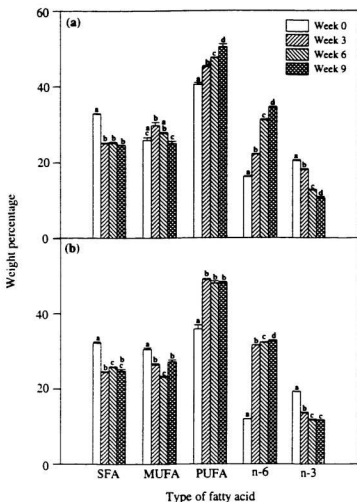 (a)
Week 0
Week 3
Week 6
Week 9
60
40
20
0
a b b b
a c b a b c
a b c d
a b c d
a b c d
Weight percentage
(b)
40
20
0
a b c b c
a b c b
a b b b
a b c d
a b c c
SFA MUFA PUFA n-6 n-3
Type of fatty acid